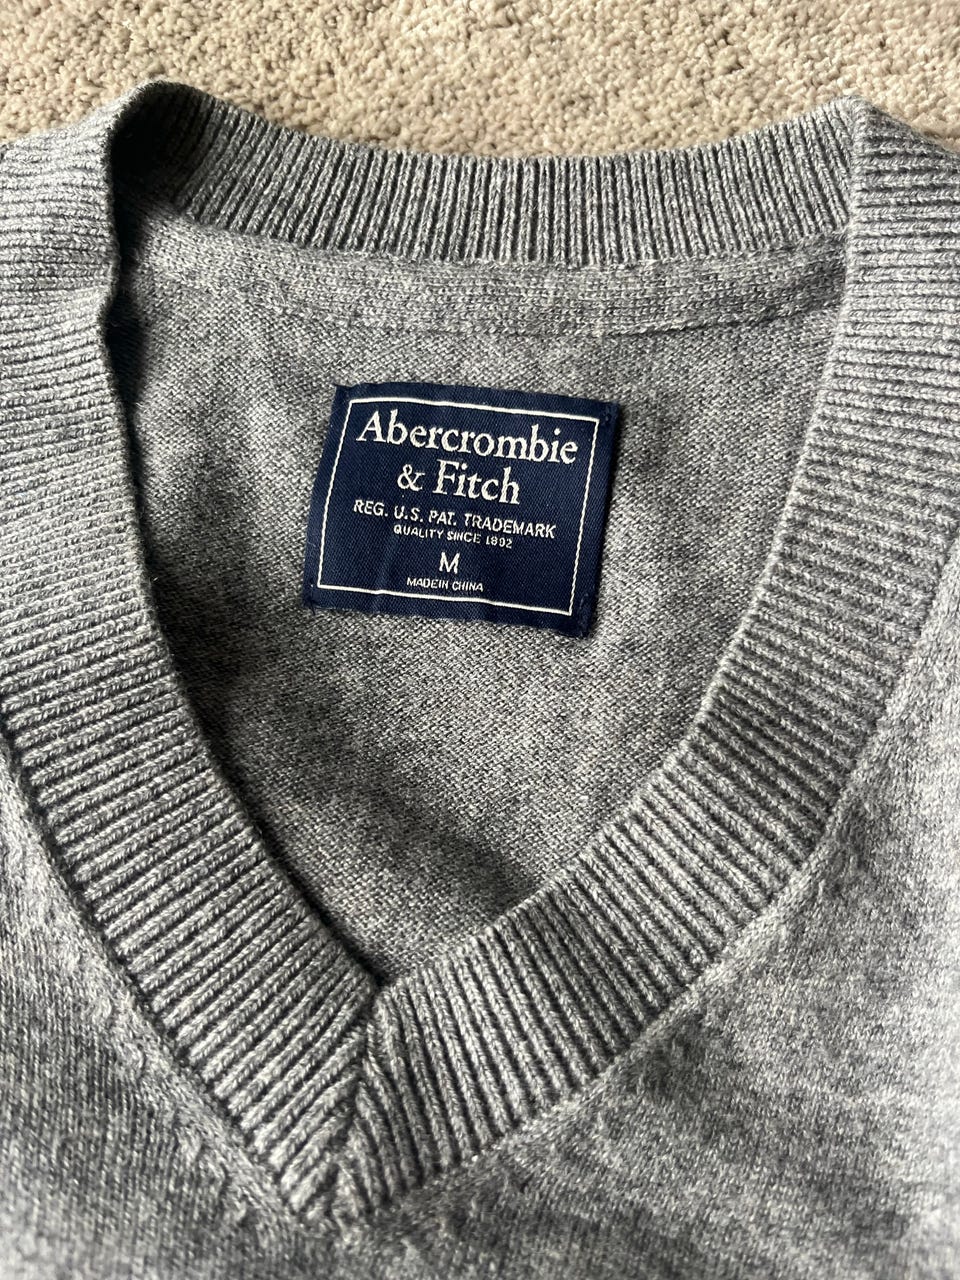 Abercrombie
& Fitch
REG. U.S. PAT. TRADEMARK
QUALITY SINCE 1892
M
MADE IN CHINA